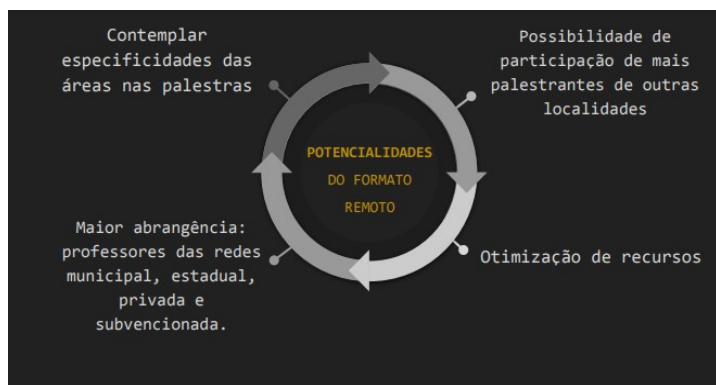 Contemplar
especificidades das
áreas nas palestras
Possibilidade de
participação de mais
palestrantes de outras
localidades
POTENCIALIDADES
DO FORMATO
REMOTO
Maior abrangência:
professores das redes
municipal, estadual,
privada e
subvencionada.
Otimização de recursos